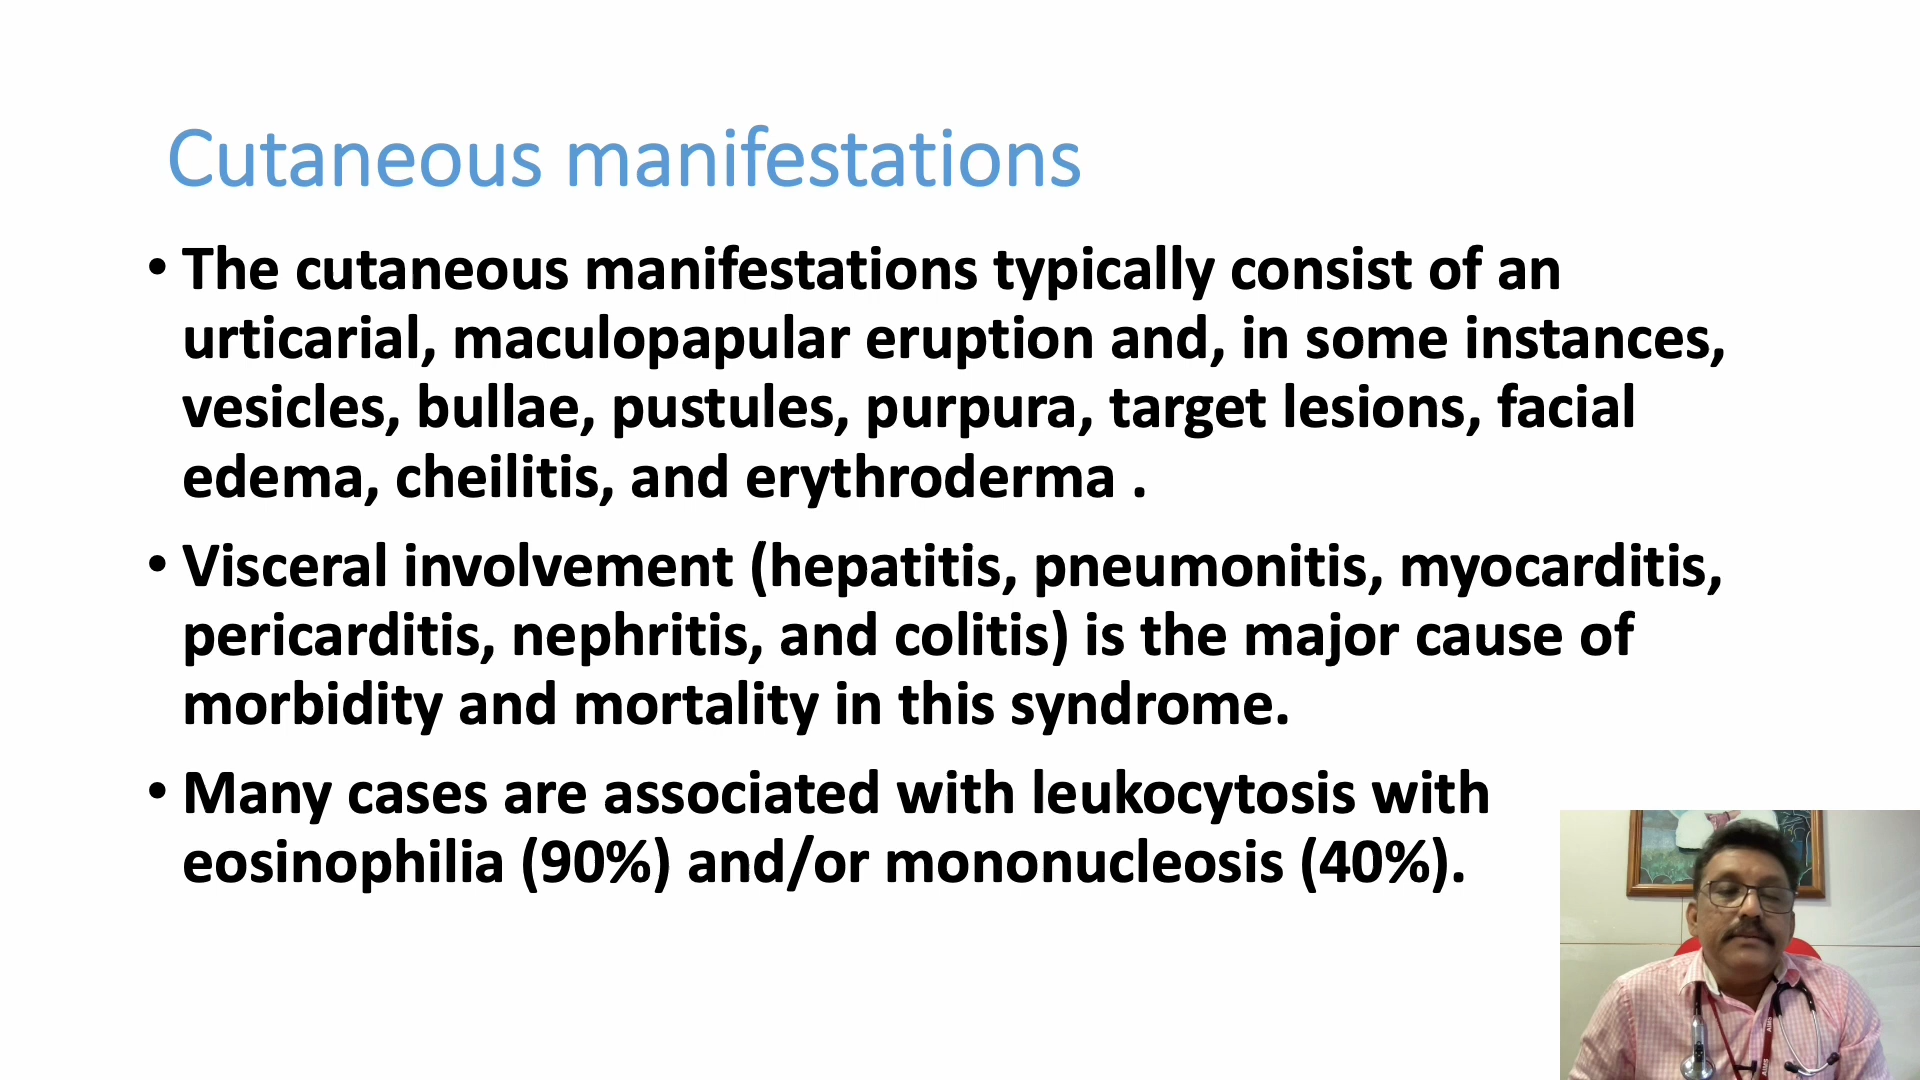 Cutaneous manifestations
• The cutaneous manifestations typically consist of an
urticarial, maculopapular eruption and, in some instances,
vesicles, bullae, pustules, purpura, target lesions, facial
edema, cheilitis, and erythroderma .
• Visceral involvement (hepatitis, pneumonitis, myocarditis,
pericarditis, nephritis, and colitis) is the major cause of
morbidity and mortality in this syndrome.
• Many cases are associated with leukocytosis with
eosinophilia (90%) and/or mononucleosis (40%).
AIMS